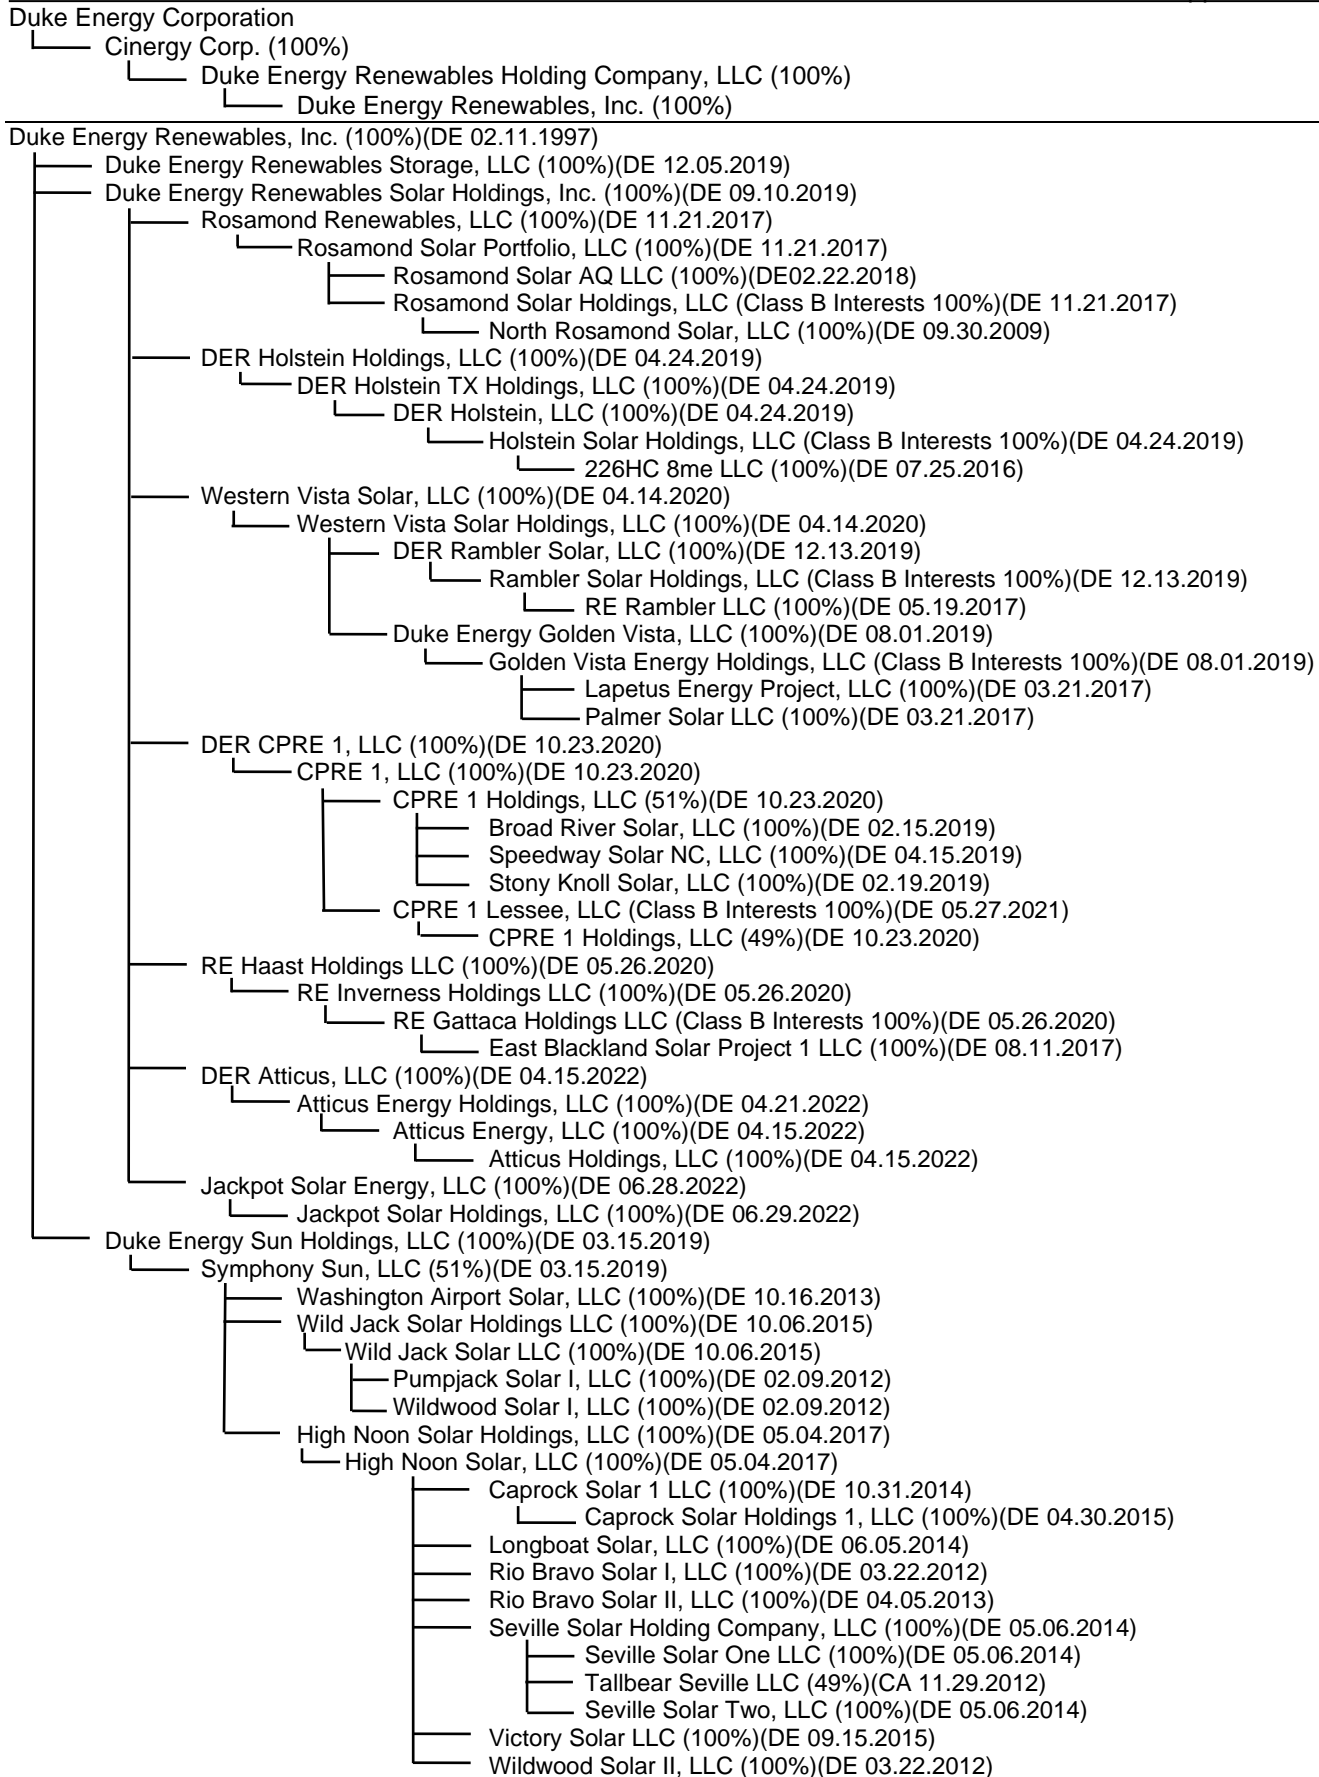 Duke Energy Corporation
Cinergy Corp. (100%)
Duke Energy Renewables Holding Company, LLC (100%)
Duke Energy Renewables, Inc. (100%)
Duke Energy Renewables, Inc. (100%)(DE 02.11.1997)
Duke Energy Renewables Storage, LLC (100%)(DE 12.05.2019)
Duke Energy Renewables Solar Holdings, Inc. (100%)(DE 09.10.2019)
Rosamond Renewables, LLC (100%)(DE 11.21.2017)
Rosamond Solar Portfolio, LLC (100%)(DE 11.21.2017)
Rosamond Solar AQ LLC (100%)(DE02.22.2018)
Rosamond Solar Holdings, LLC (Class B Interests 100%)(DE 11.21.2017)
North Rosamond Solar, LLC (100%)(DE 09.30.2009)
DER Holstein Holdings, LLC (100%)(DE 04.24.2019)
DER Holstein TX Holdings, LLC (100%)(DE 04.24.2019)
DER Holstein, LLC (100%)(DE 04.24.2019)
Holstein Solar Holdings, LLC (Class B Interests 100%)(DE 04.24.2019)
226HC 8me LLC (100%)(DE 07.25.2016)
Western Vista Solar, LLC (100%)(DE 04.14.2020)
Western Vista Solar Holdings, LLC (100%)(DE 04.14.2020)
DER Rambler Solar, LLC (100%)(DE 12.13.2019)
Rambler Solar Holdings, LLC (Class B Interests 100%)(DE 12.13.2019)
RE Rambler LLC (100%)(DE 05.19.2017)
Duke Energy Golden Vista, LLC (100%)(DE 08.01.2019)
Golden Vista Energy Holdings, LLC (Class B Interests 100%)(DE 08.01.2019)
Lapetus Energy Project, LLC (100%)(DE 03.21.2017)
Palmer Solar LLC (100%)(DE 03.21.2017)
DER CPRE 1, LLC (100%)(DE 10.23.2020)
CPRE 1, LLC (100%)(DE 10.23.2020)
CPRE 1 Holdings, LLC (51%)(DE 10.23.2020)
Broad River Solar, LLC (100%)(DE 02.15.2019)
Speedway Solar NC, LLC (100%)(DE 04.15.2019)
Stony Knoll Solar, LLC (100%)(DE 02.19.2019)
CPRE 1 Lessee, LLC (Class B Interests 100%)(DE 05.27.2021)
CPRE 1 Holdings, LLC (49%)(DE 10.23.2020)
RE Haast Holdings LLC (100%)(DE 05.26.2020)
RE Inverness Holdings LLC (100%)(DE 05.26.2020)
RE Gattaca Holdings LLC (Class B Interests 100%)(DE 05.26.2020)
East Blackland Solar Project 1 LLC (100%)(DE 08.11.2017)
DER Atticus, LLC (100%)(DE 04.15.2022)
Atticus Energy Holdings, LLC (100%)(DE 04.21.2022)
Atticus Energy, LLC (100%)(DE 04.15.2022)
Atticus Holdings, LLC (100%)(DE 04.15.2022)
Jackpot Solar Energy, LLC (100%)(DE 06.28.2022)
Jackpot Solar Holdings, LLC (100%)(DE 06.29.2022)
Duke Energy Sun Holdings, LLC (100%)(DE 03.15.2019)
Symphony Sun, LLC (51%)(DE 03.15.2019)
Washington Airport Solar, LLC (100%)(DE 10.16.2013)
Wild Jack Solar Holdings LLC (100%)(DE 10.06.2015)
Wild Jack Solar LLC (100%)(DE 10.06.2015)
Pumpjack Solar I, LLC (100%)(DE 02.09.2012)
Wildwood Solar I, LLC (100%)(DE 02.09.2012)
High Noon Solar Holdings, LLC (100%)(DE 05.04.2017)
High Noon Solar, LLC (100%)(DE 05.04.2017)
Caprock Solar 1 LLC (100%)(DE 10.31.2014)
Caprock Solar Holdings 1, LLC (100%)(DE 04.30.2015)
Longboat Solar, LLC (100%)(DE 06.05.2014)
Rio Bravo Solar I, LLC (100%)(DE 03.22.2012)
Rio Bravo Solar II, LLC (100%)(DE 04.05.2013)
Seville Solar Holding Company, LLC (100%)(DE 05.06.2014)
Seville Solar One LLC (100%)(DE 05.06.2014)
Tallbear Seville LLC (49%)(CA 11.29.2012)
Seville Solar Two, LLC (100%)(DE 05.06.2014)
Victory Solar LLC (100%)(DE 09.15.2015)
Wildwood Solar II, LLC (100%)(DE 03.22.2012)